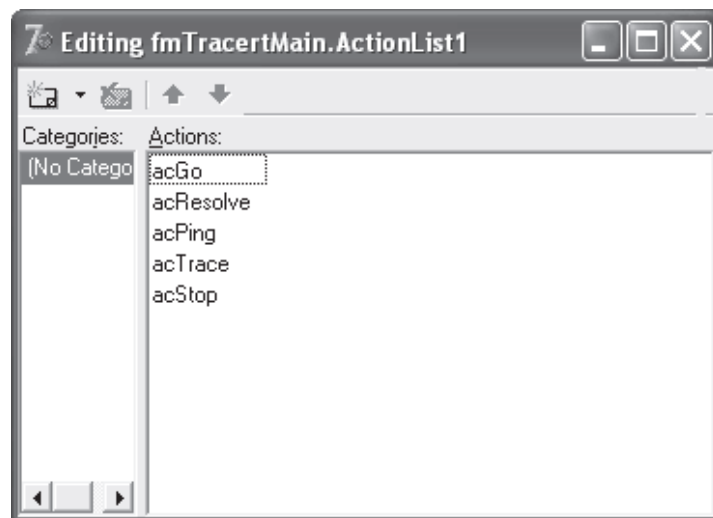 Editing fmTracertMain.ActionList1
Categories: Actions:
(No Catego
acGo
acResolve
acPing
acTrace
acStop